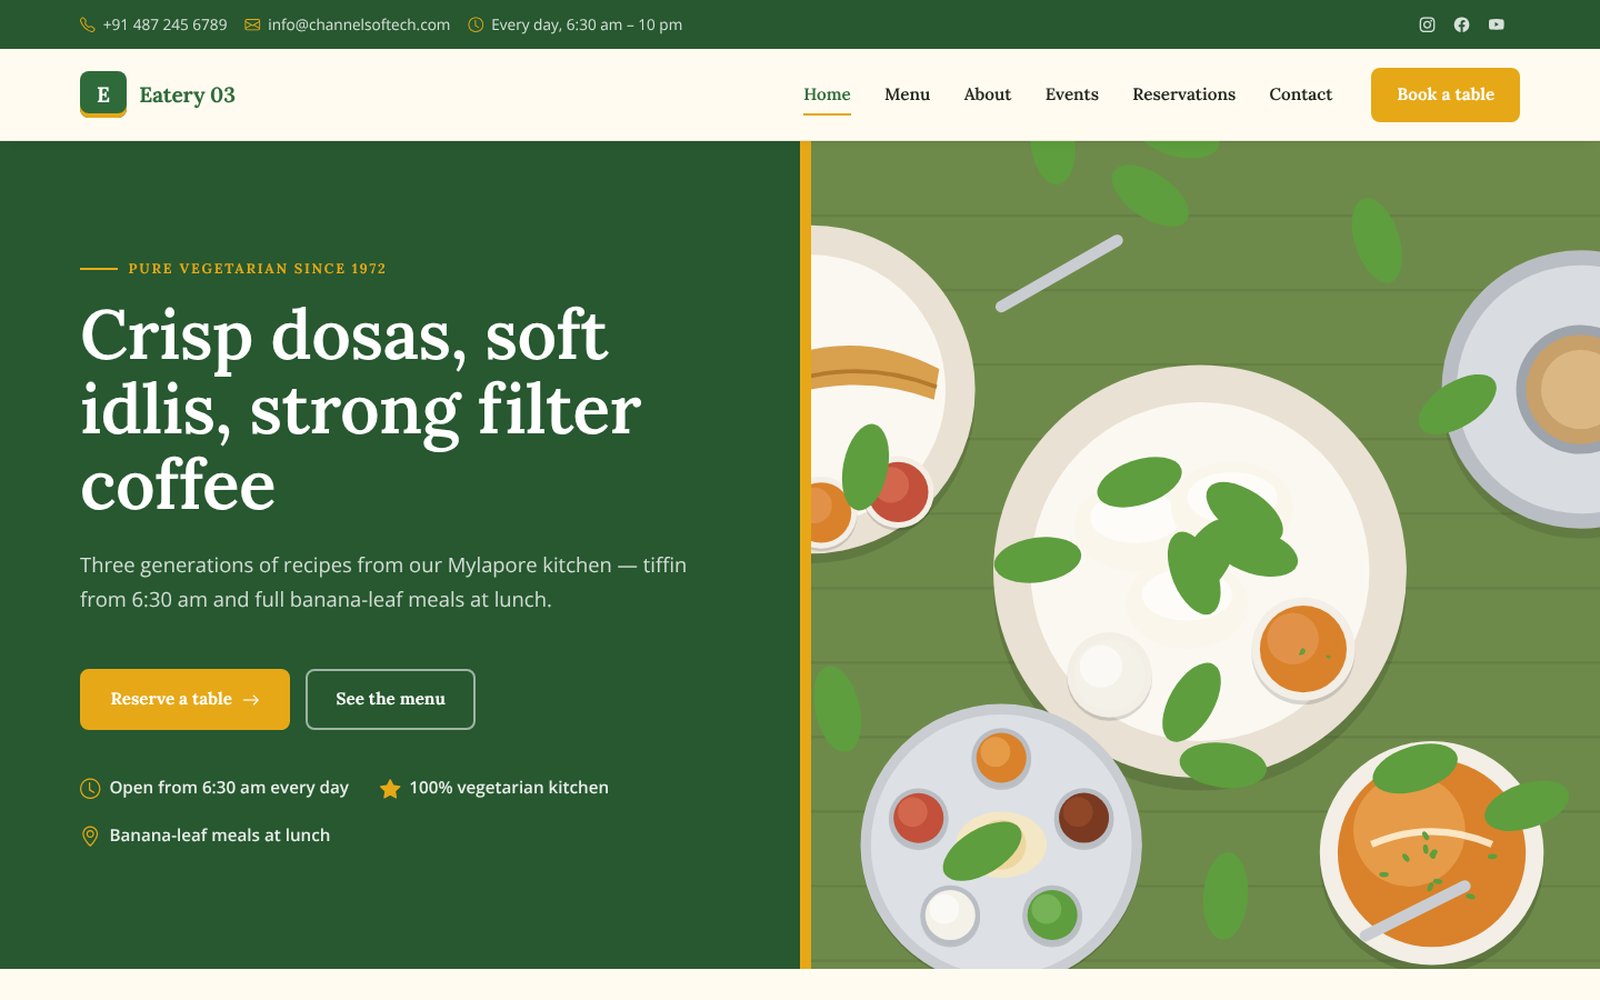 +91 487 245 6789 info@channelsoftech.com Every day, 6:30 am – 10 pm
E Eatery 03 Home Menu About Events Reservations Contact Book a table
PURE VEGETARIAN SINCE 1972
Crisp dosas, soft
idlis, strong filter
coffee
Three generations of recipes from our Mylapore kitchen — tiffin
from 6:30 am and full banana-leaf meals at lunch.
Reserve a table → See the menu
Open from 6:30 am every day 100% vegetarian kitchen
Banana-leaf meals at lunch